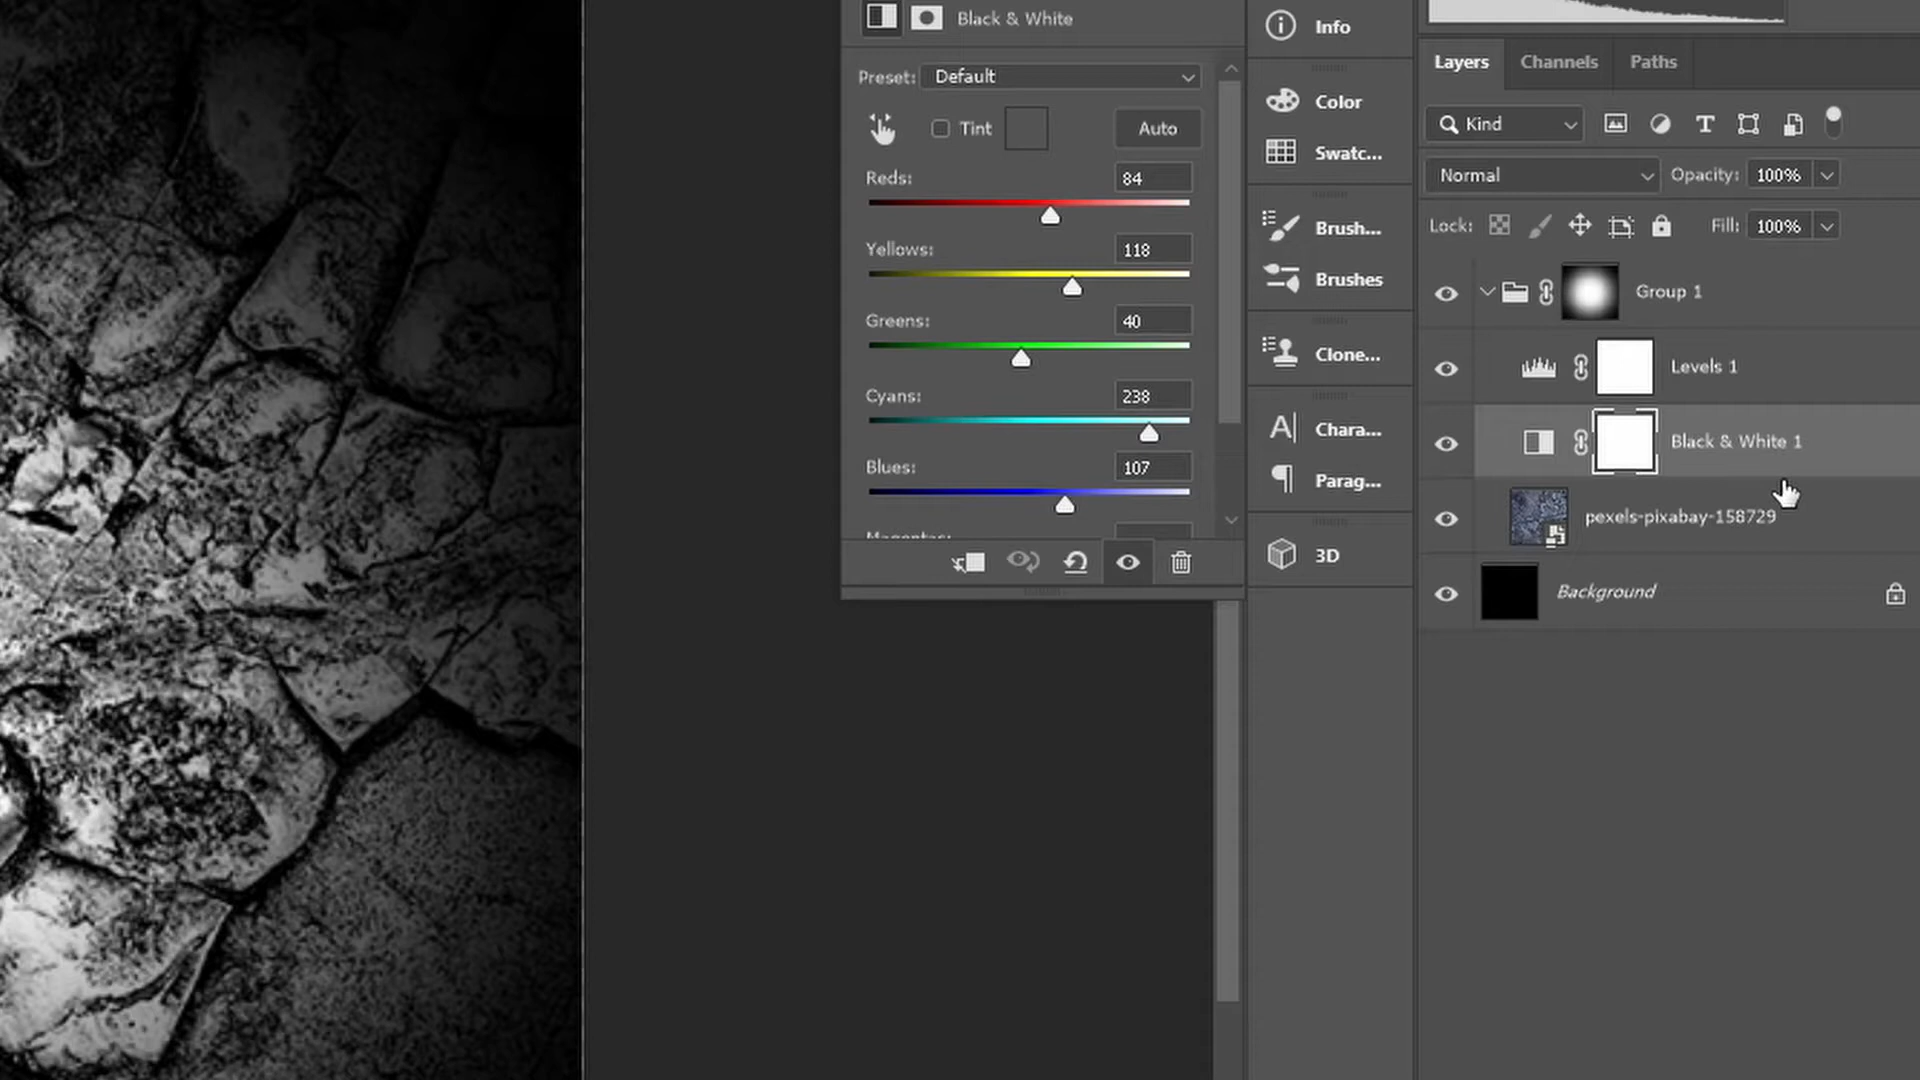 Black & White
Preset: Default
Tint
Auto
Reds: 84
Yellows: 118
Greens: 40
Cyans: 238
Blues: 107
Magentas:
Info
Color
Swatc...
Brush...
Brushes
Clone...
Chara...
Parag...
3D
Layers Channels Paths
Kind
Normal Opacity: 100%
Lock: Fill: 100%
Group 1
Levels 1
Black & White 1
pexels-pixabay-158729
Background